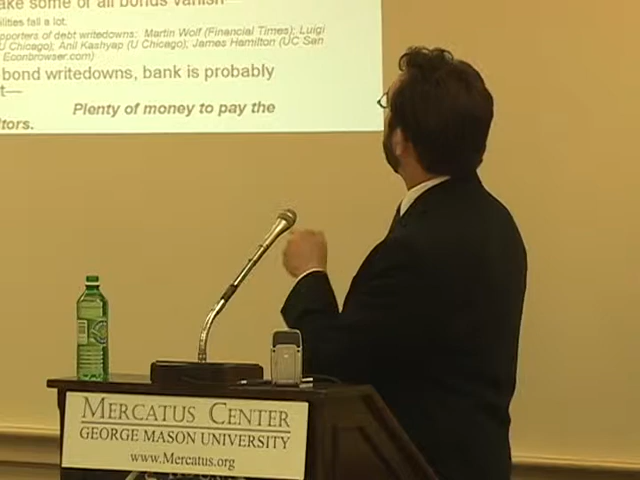 ake some or all bonds vanish
ilities fall a lot.
pporters of debt writedowns: Martin Wolf (Financial Times); Luigi
U Chicago); Anil Kashyap (U Chicago); James Hamilton (UC San
Econbrowser.com)
bond writedowns, bank is probably
t—
Plenty of money to pay the
itors.
MERCATUS CENTER
GEORGE MASON UNIVERSITY
www.Mercatus.org